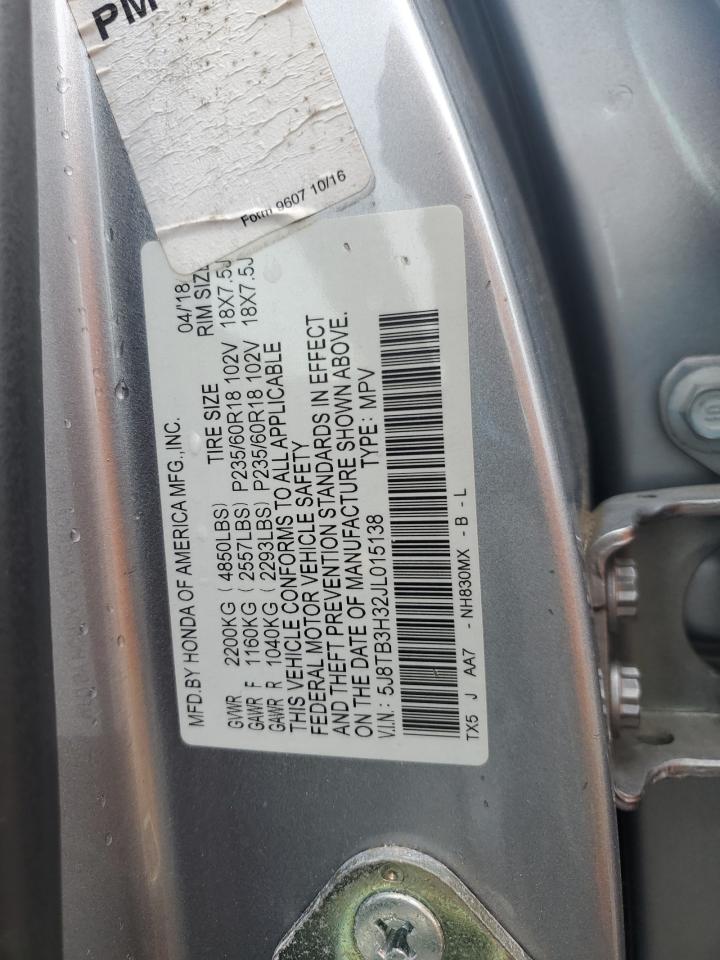 PM
Form 9607 10/16
MFD.BY HONDA OF AMERICA MFG.,INC. 04/'18
TIRE SIZE RIM SIZE
GVWR 2200KG ( 4850LBS)
GAWR F 1160KG ( 2557LBS) P235/60R18 102V 18X7.5J
GAWR R 1040KG ( 2293LBS) P235/60R18 102V 18X7.5J
THIS VEHICLE CONFORMS TO ALL APPLICABLE
FEDERAL MOTOR VEHICLE SAFETY
AND THEFT PREVENTION STANDARDS IN EFFECT
ON THE DATE OF MANUFACTURE SHOWN ABOVE.
V.I.N.: 5J8TB3H32JL015138 TYPE: MPV
TX5 J AA7 - NH830MX - B - L